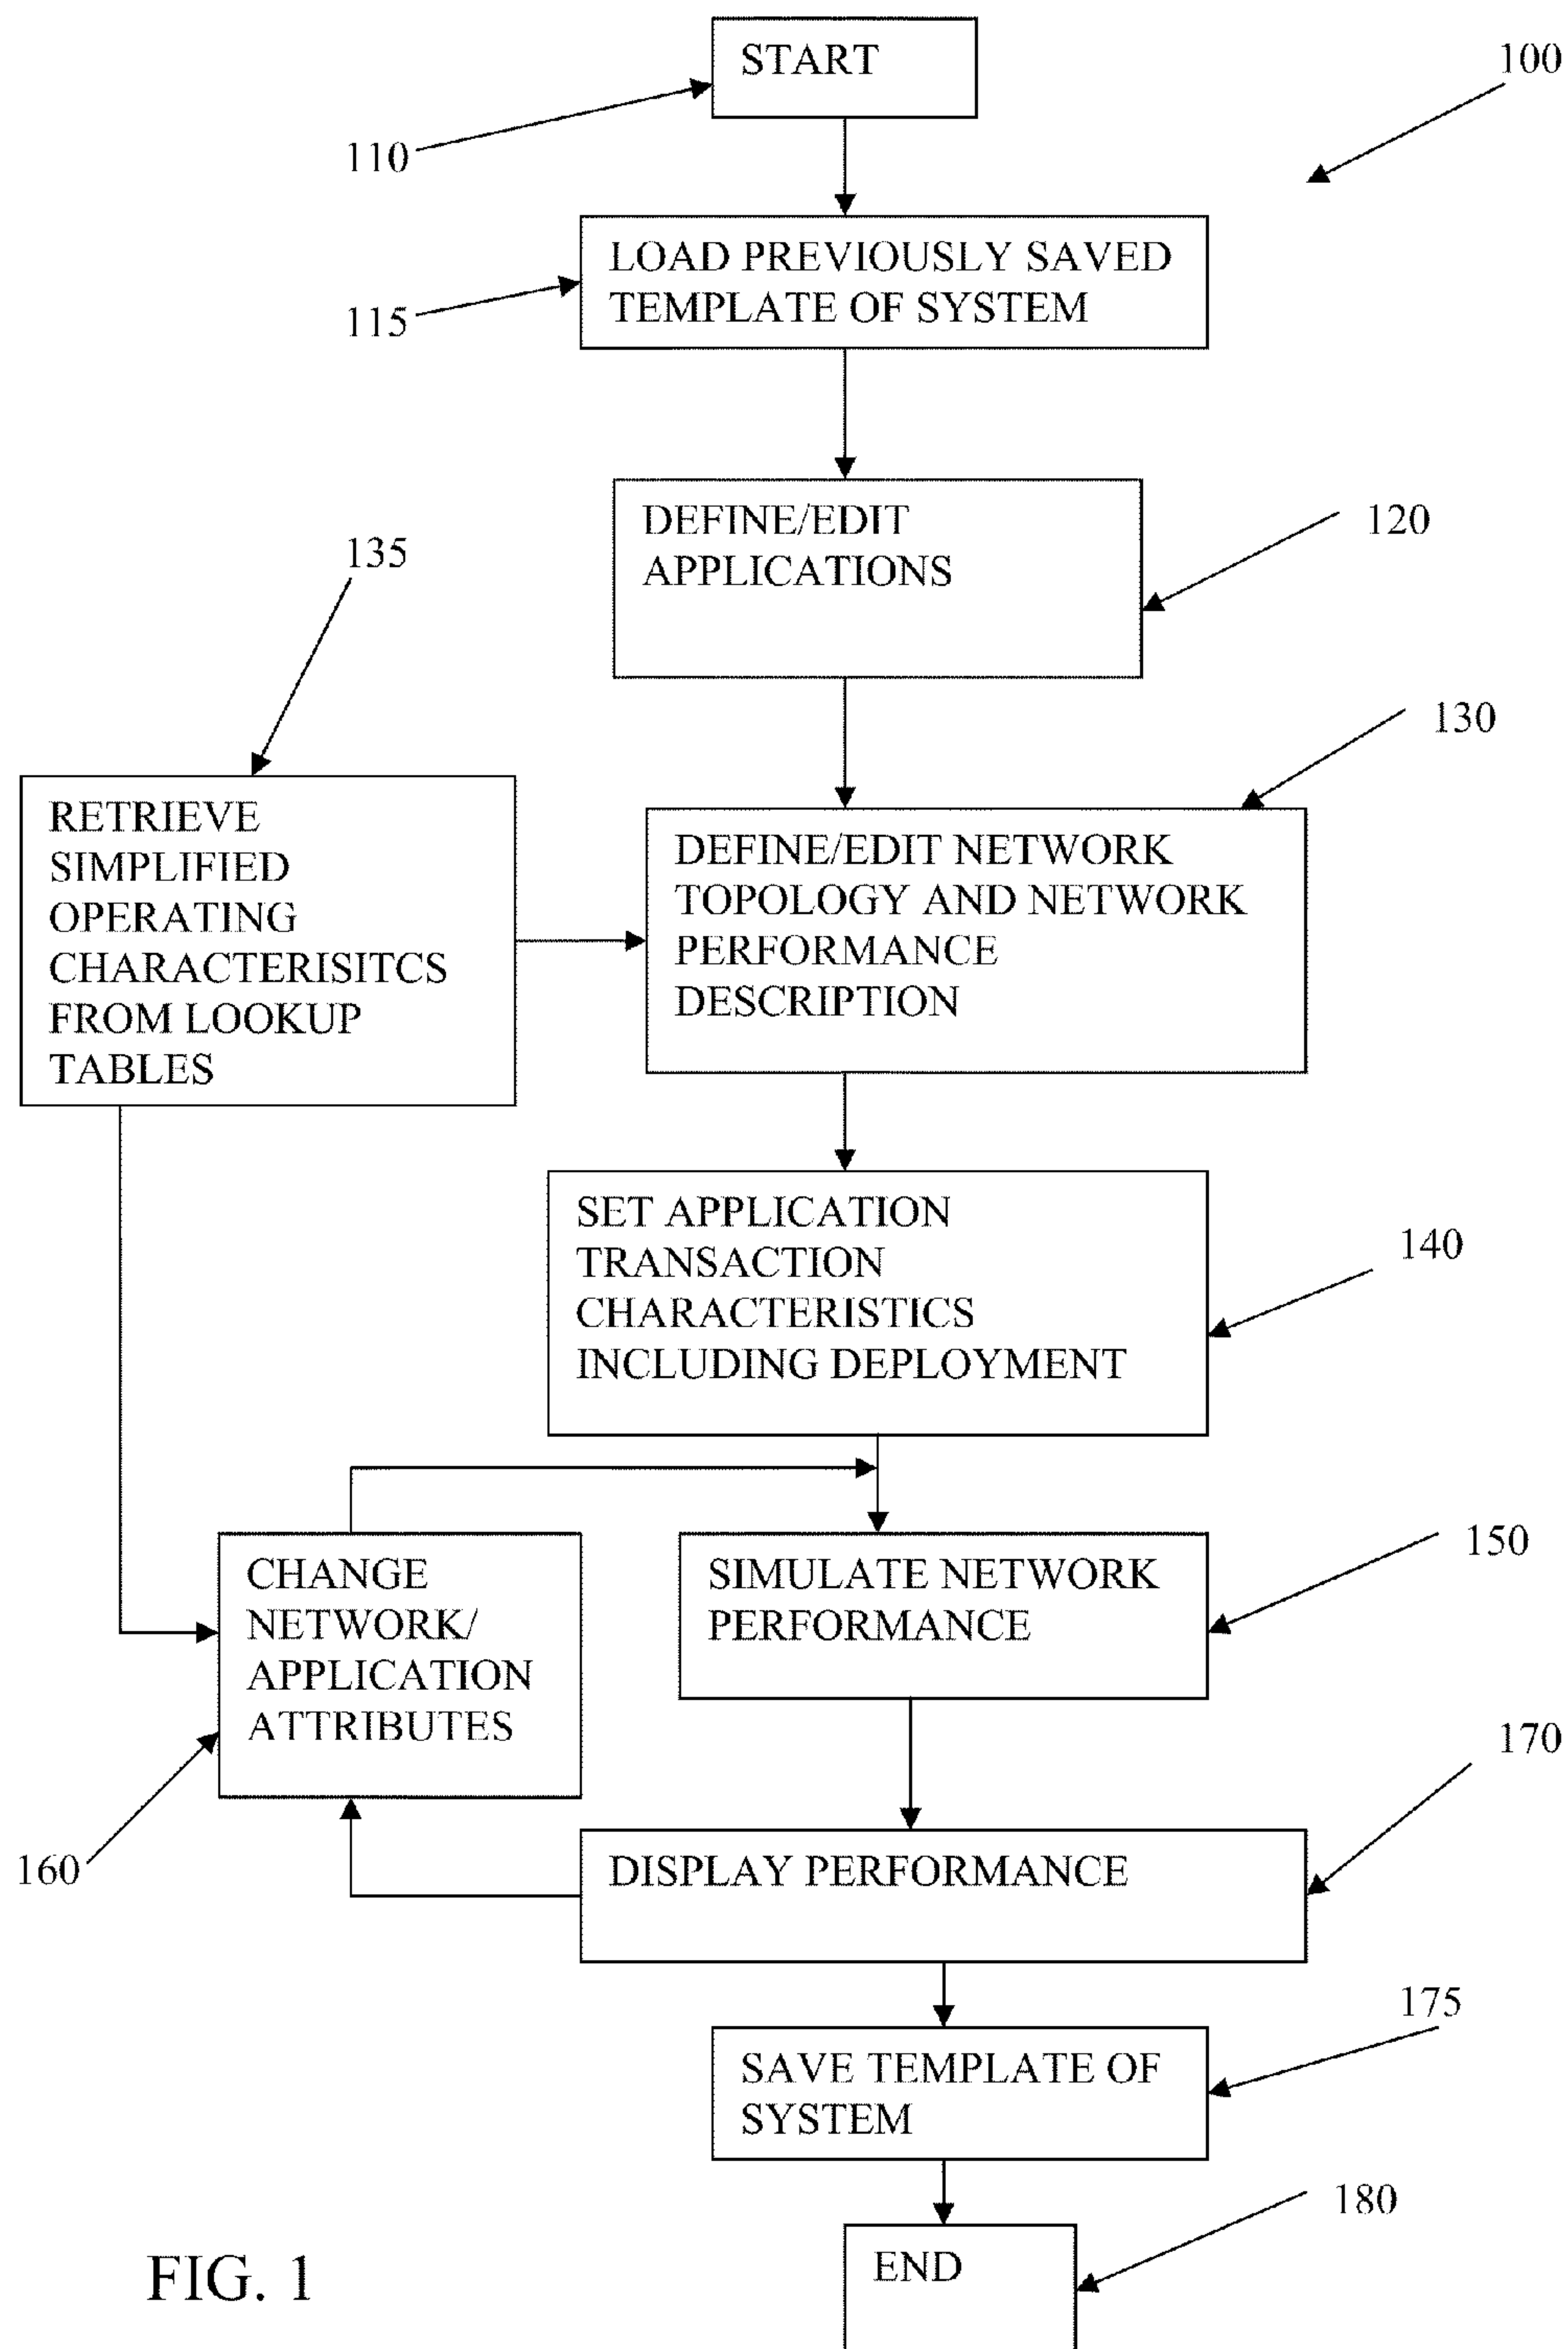 START
100
110
LOAD PREVIOUSLY SAVED
TEMPLATE OF SYSTEM
115
DEFINE/EDIT
APPLICATIONS
120
135
130
RETRIEVE
SIMPLIFIED
OPERATING
CHARACTERISITCS
FROM LOOKUP
TABLES
DEFINE/EDIT NETWORK
TOPOLOGY AND NETWORK
PERFORMANCE
DESCRIPTION
SET APPLICATION
TRANSACTION
CHARACTERISTICS
INCLUDING DEPLOYMENT
140
CHANGE
NETWORK/
APPLICATION
ATTRIBUTES
SIMULATE NETWORK
PERFORMANCE
150
170
160
DISPLAY PERFORMANCE
175
SAVE TEMPLATE OF
SYSTEM
180
END
FIG. 1